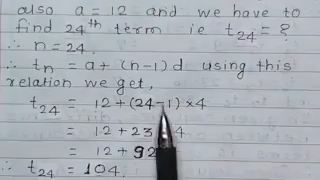 also a = 12 and we have to
find 24th term ie t24 = ?
∴ n = 24.
∴ tn = a + (n-1) d using this
relation we get,
t24 = 12 + (24-1) × 4
= 12 + 23 4
= 12 + 92
∴ t24 = 104.